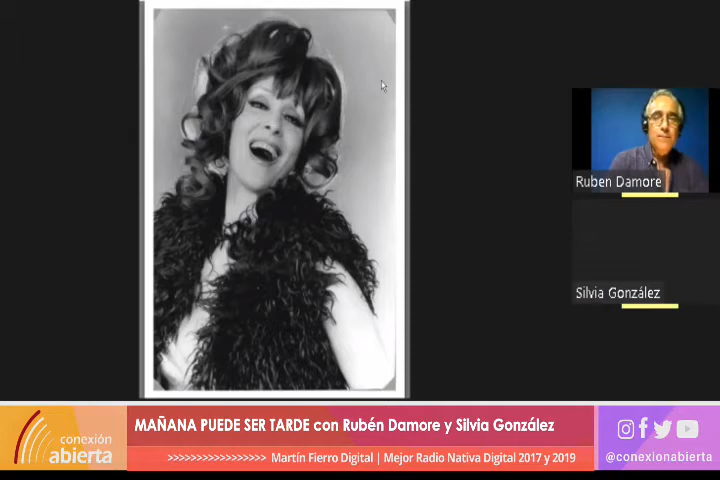 Ruben Damore
Silvia González
MAÑANA PUEDE SER TARDE con Rubén Damore y Silvia González
conexión
abierta
>>>>>>>>>>>>>>>>> Martín Fierro Digital | Mejor Radio Nativa Digital 2017 y 2019
@conexionabierta